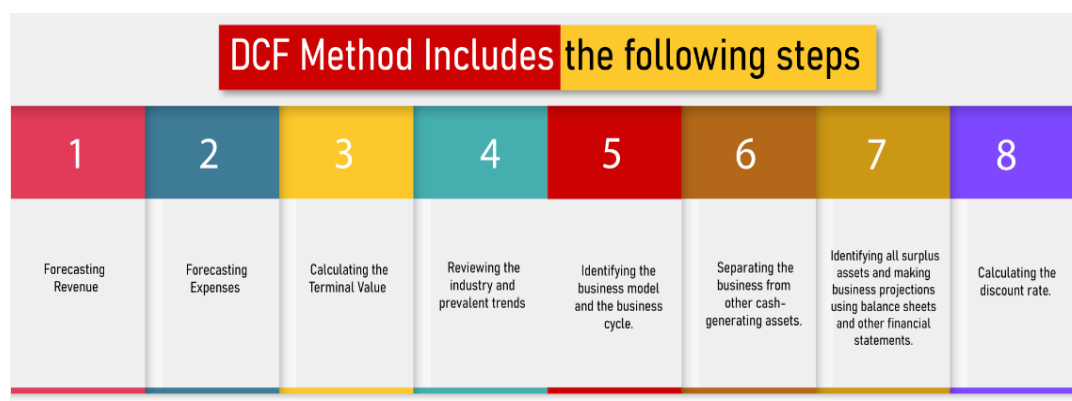 DCF Method Includes the following steps
1
2
3
4
5
6
7
8
Forecasting
Revenue
Forecasting
Expenses
Calculating the
Terminal Value
Reviewing the
industry and
prevalent trends
Identifying the
business model
and the business
cycle.
Separating the
business from
other cash-
generating assets.
Identifying all surplus
assets and making
business projections
using balance sheets
and other financial
statements.
Calculating the
discount rate.